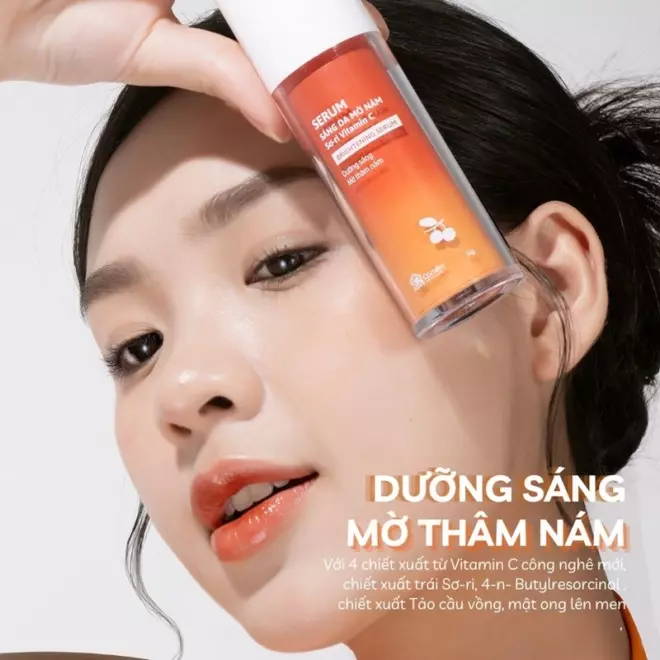 SERUM
SÁNG DA MỜ NÁM
Sơ-ri Vitamin C
BRIGHTENING SERUM
Dưỡng sáng
Mờ thâm nám
DƯỠNG SÁNG
MỜ THÂM NÁM
Với 4 chiết xuất từ Vitamin C công nghê mới,
chiết xuất trái Sơ-ri, 4-n- Butylresorcinol ,
chiết xuất Tảo cầu vồng, mật ong lên men
,